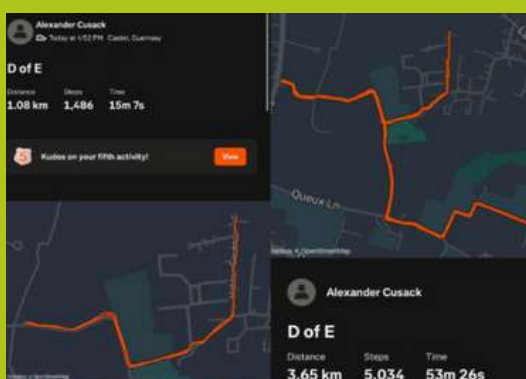 Alexander Cusack
Today at 4:52 PM Castel, Guernsey
D of E
Distance Steps Time
1.08 km 1,486 15m 7s
5
Kudos on your fifth activity!
View
Queux Ln
Alexander Cusack
D of E
Distance Steps Time
3.65 km 5,034 53m 26s